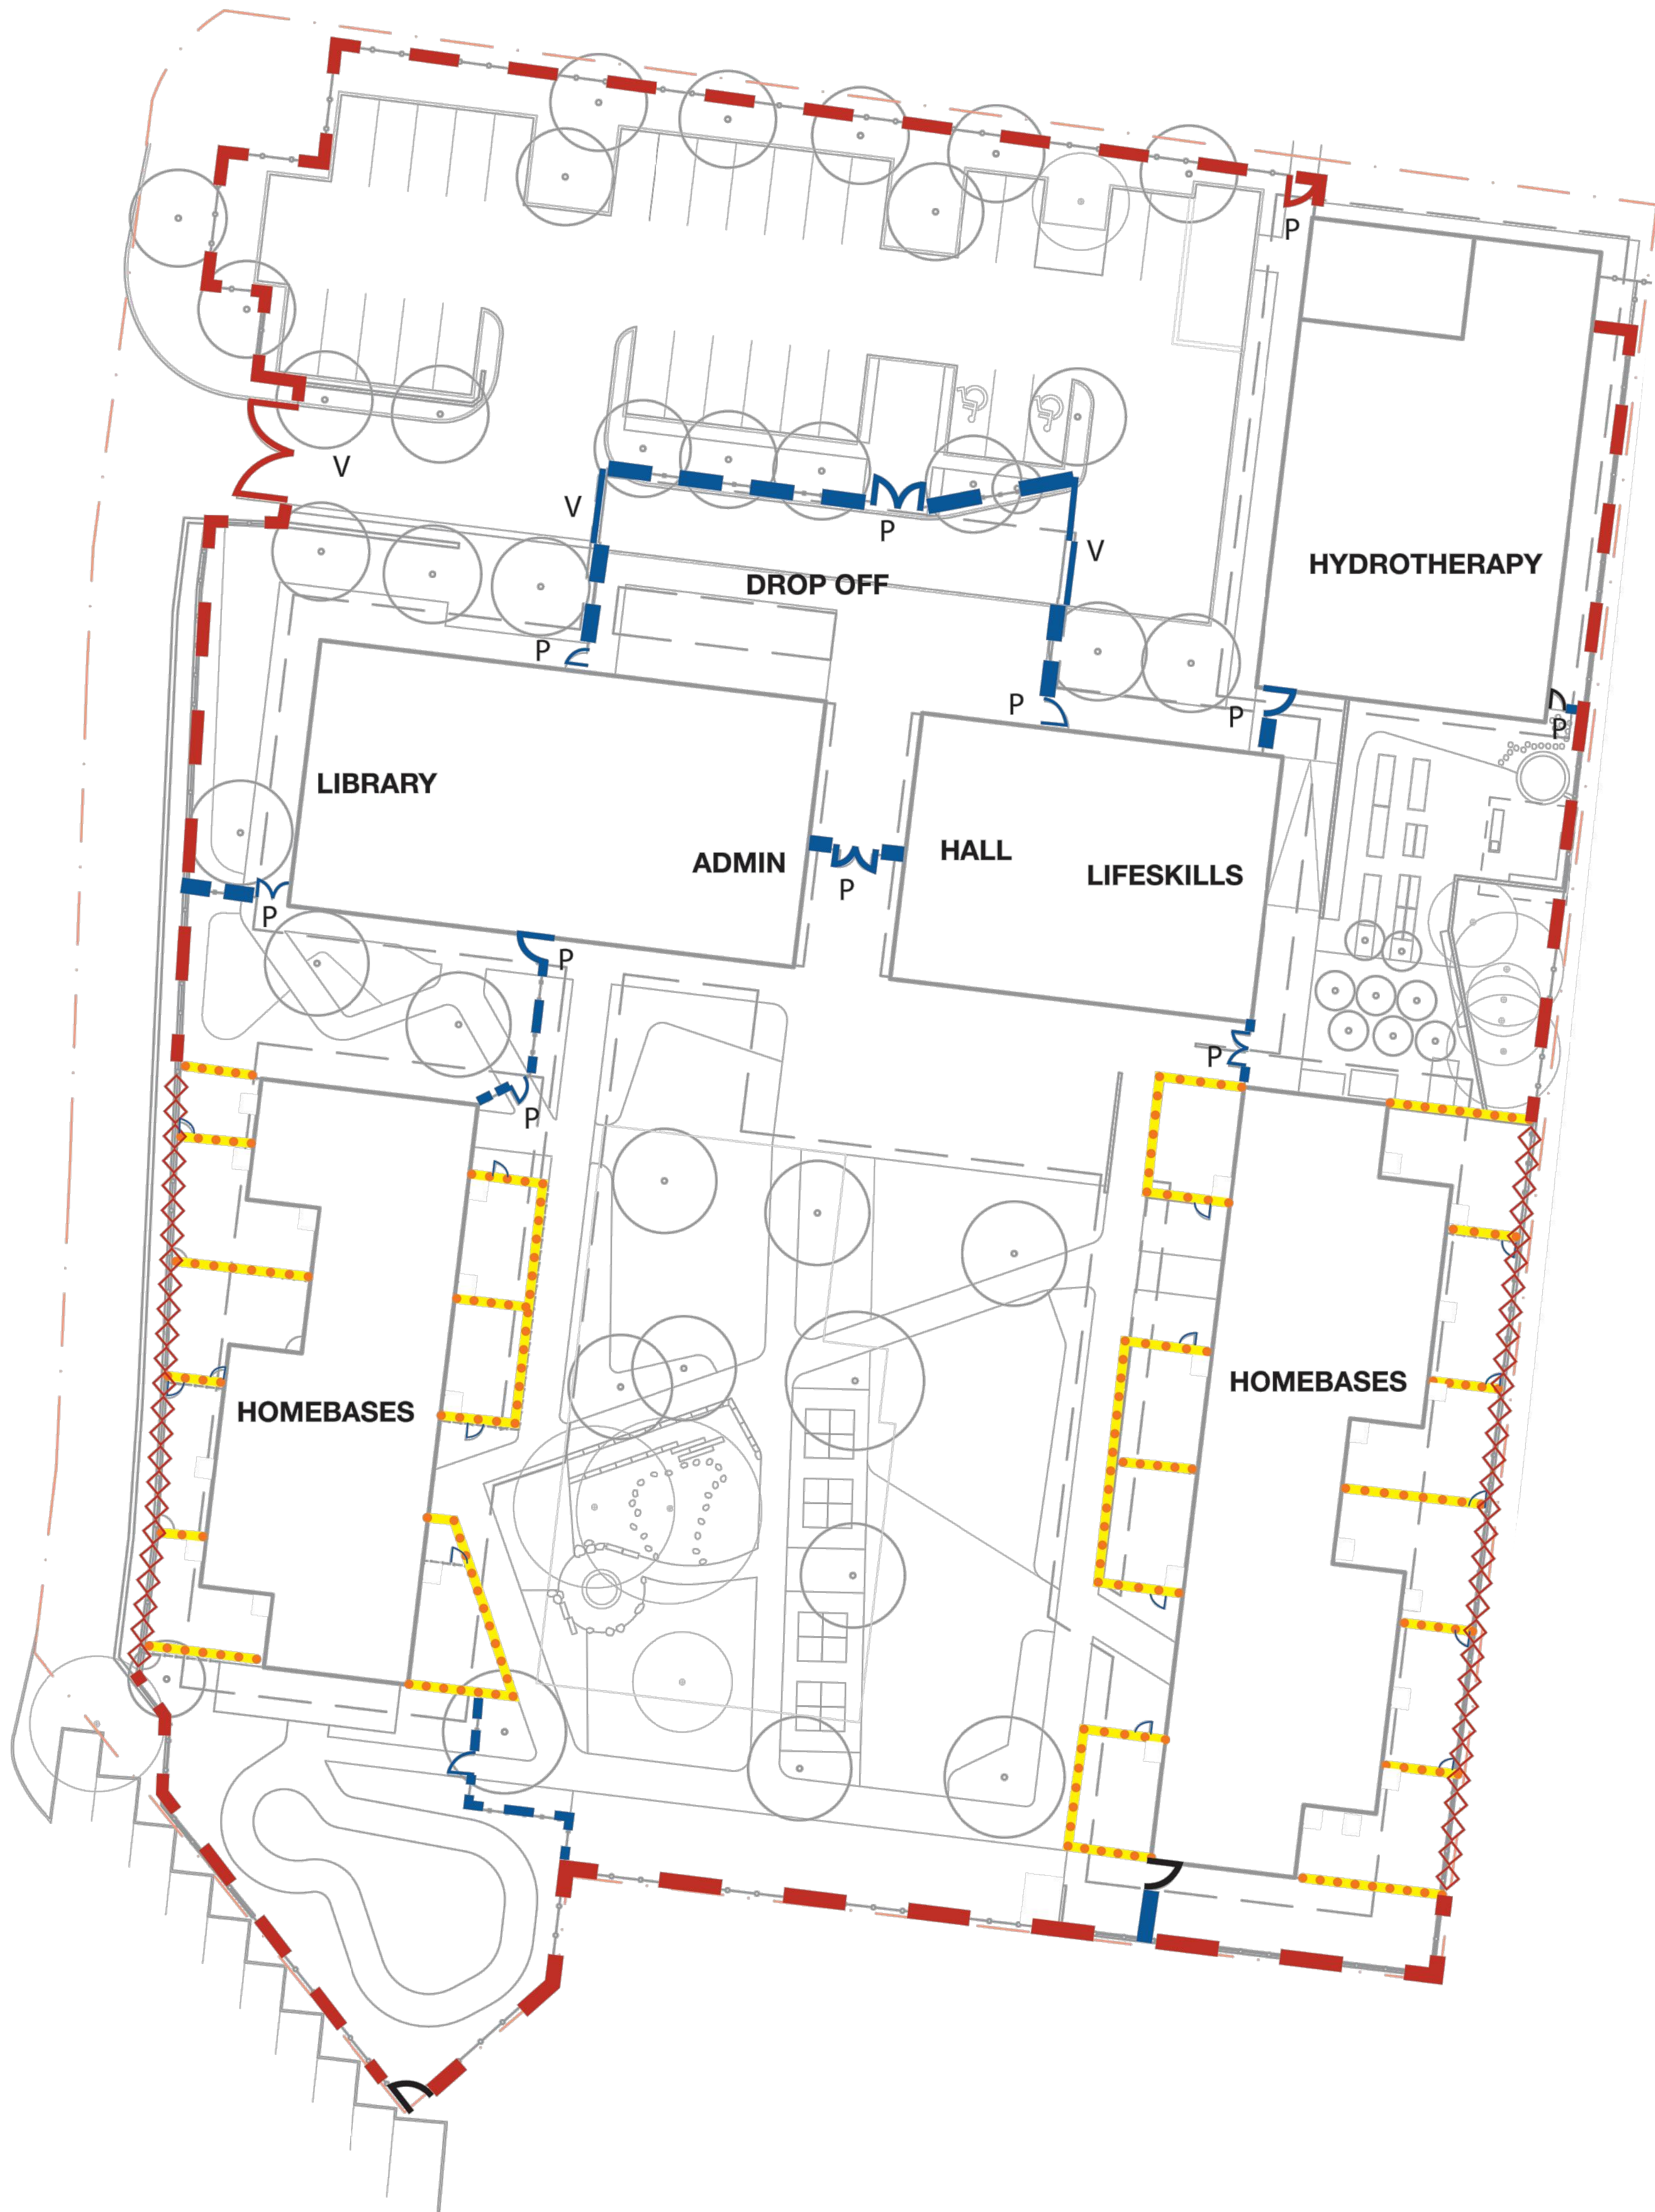 P
V
V
P
V
HYDROTHERAPY
DROP OFF
P
P
P
P
LIBRARY
ADMIN
HALL
LIFESKILLS
P
P
P
P
P
HOMEBASES
HOMEBASES